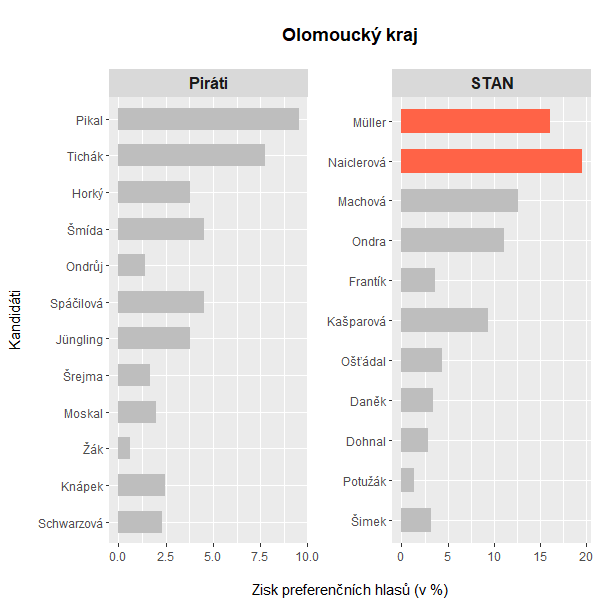 Olomoucký kraj
Piráti
STAN
Kandidáti
Pikal
Tichák
Horký
Šmída
Ondrůj
Spáčilová
Jüngling
Šrejma
Moskal
Žák
Knápek
Schwarzová
0.0 2.5 5.0 7.5 10.0
Müller
Naiclerová
Machová
Ondra
Frantík
Kašparová
Ošťádal
Daněk
Dohnal
Potužák
Šimek
0 5 10 15 20
Zisk preferenčních hlasů (v %)